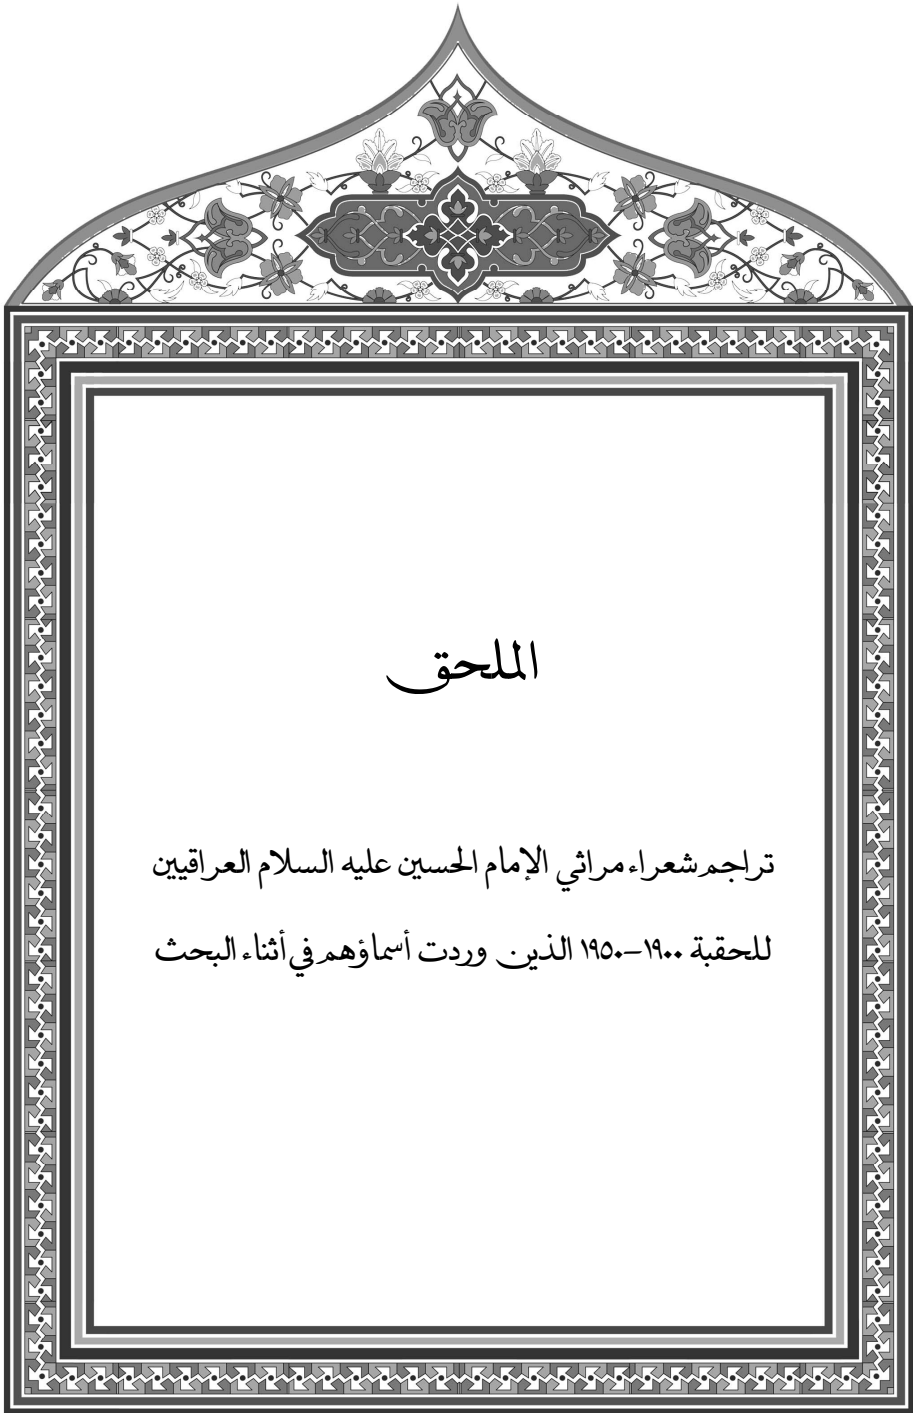 الملحق
تراجم شعراء مراثي الإمام الحسين عليه السلام العراقيين
للحقبة ١٩٠٠-١٩٥٠ الذين وردت أسماؤهم في أثناء البحث